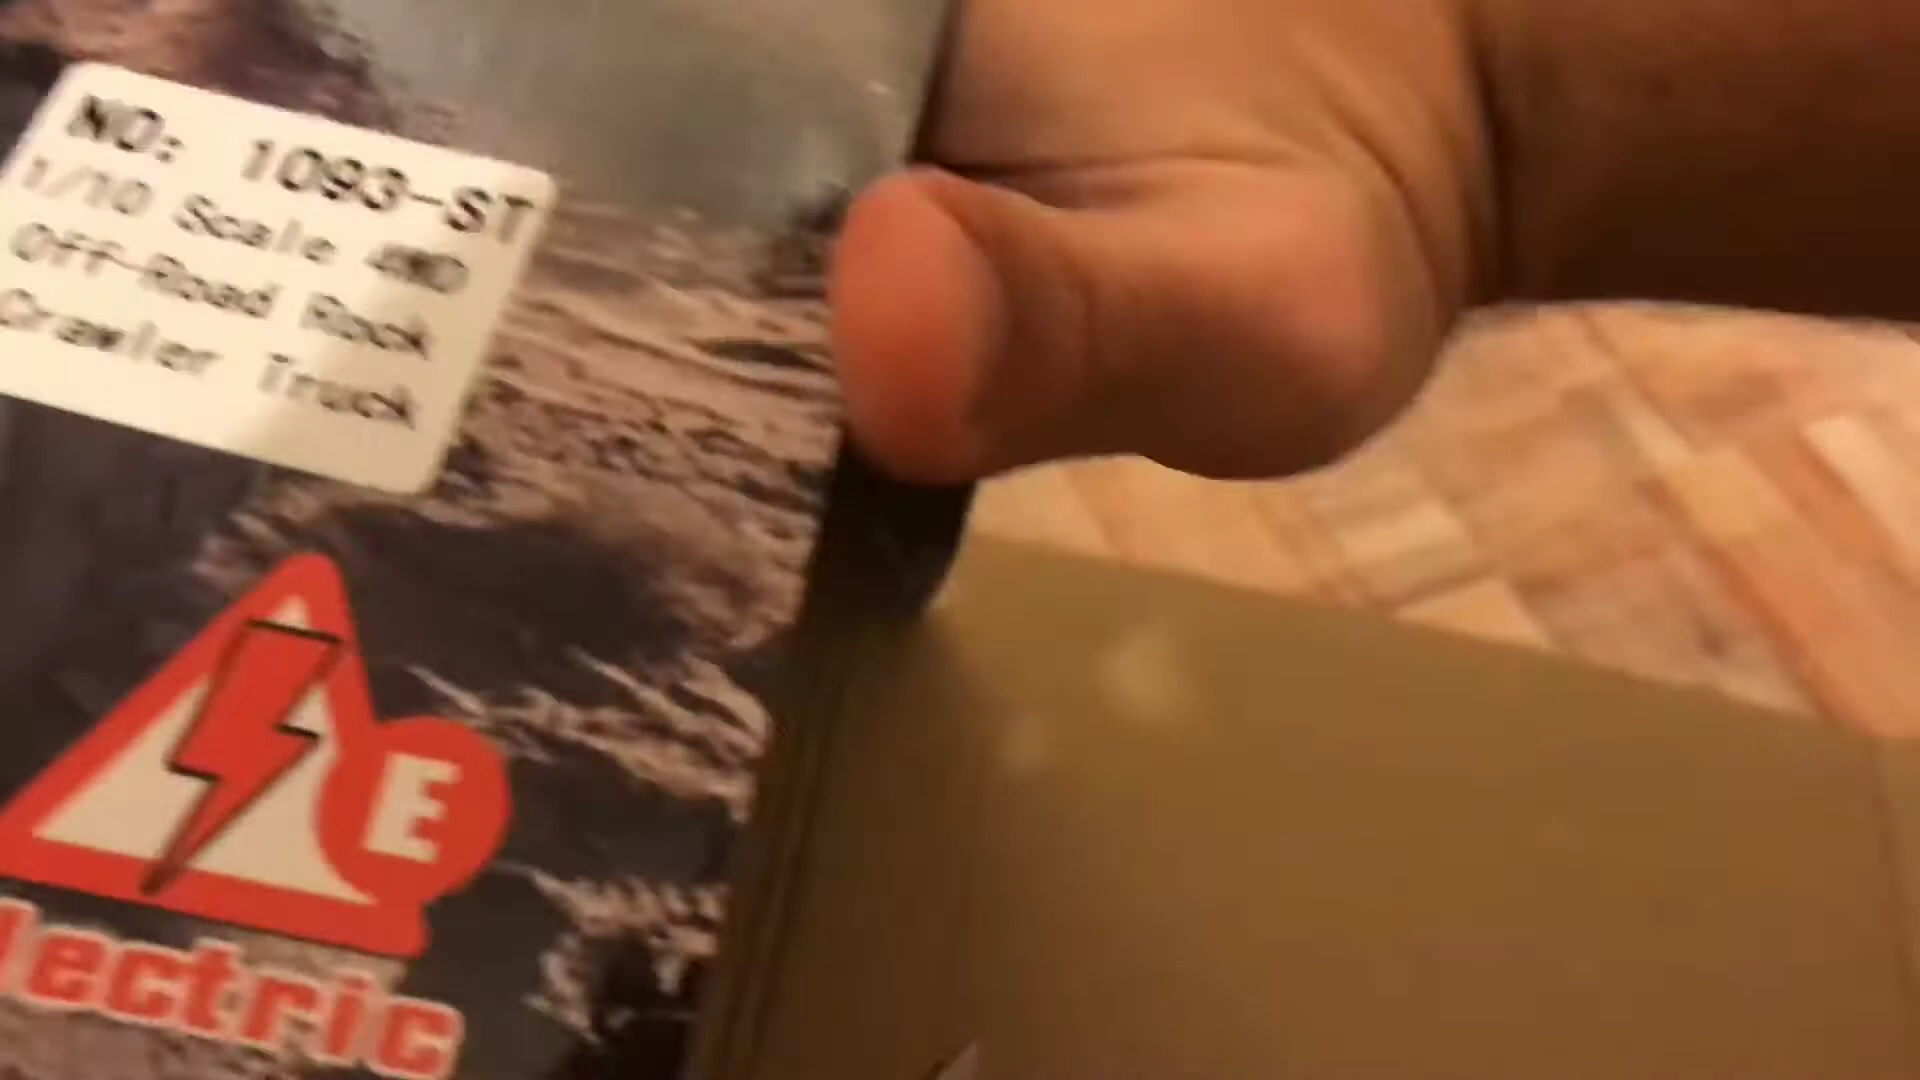 NO: 1093-ST
1/10 Scale 4WD
Off-Road Rock
Crawler Truck
E
lectric